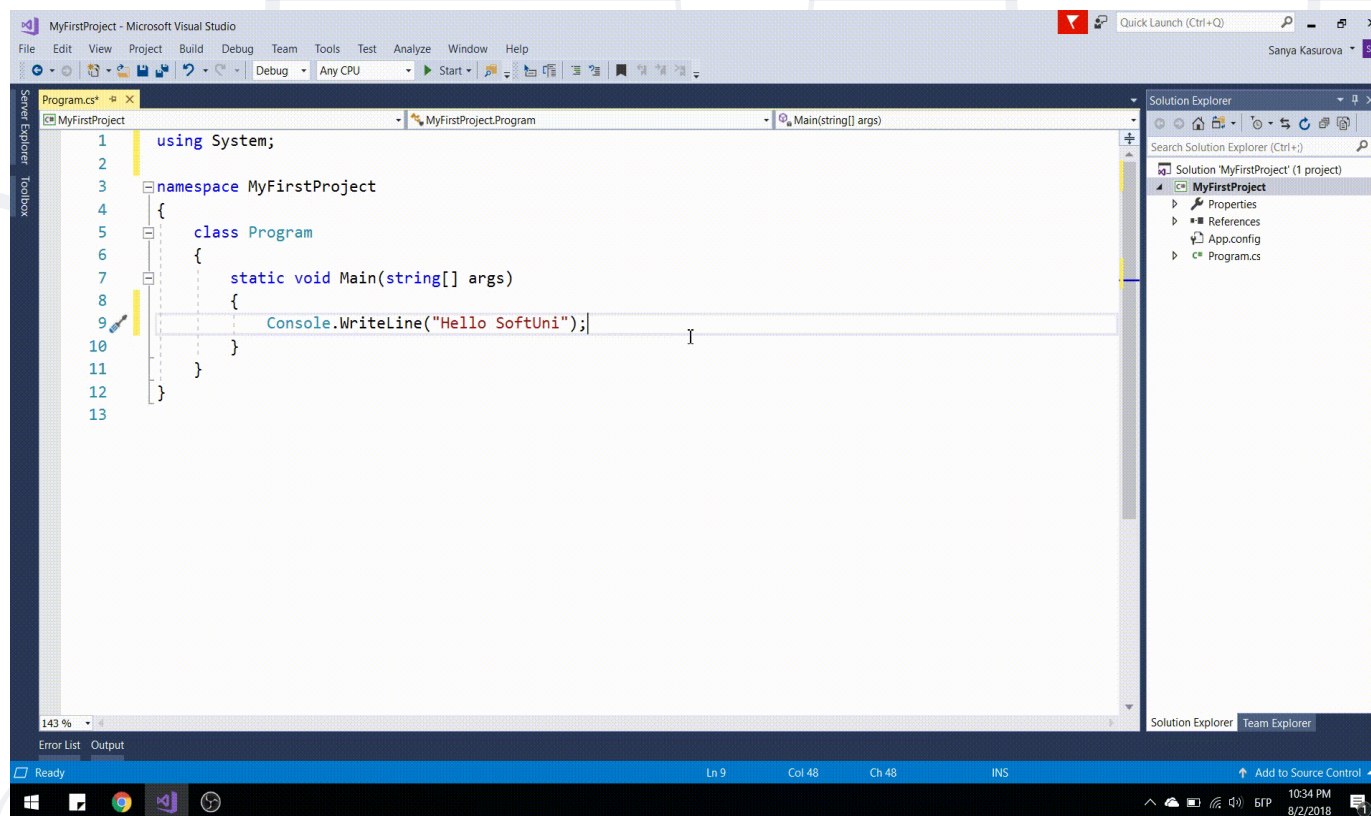 MyFirstProject - Microsoft Visual Studio
Quick Launch (Ctrl+Q)
File Edit View Project Build Debug Team Tools Test Analyze Window Help
Sanya Kasurova
Debug Any CPU Start
Server Explorer
Toolbox
Program.cs*
MyFirstProject MyFirstProject.Program Main(string[] args)
1 using System;
2
3 namespace MyFirstProject
4 {
5 class Program
6 {
7 static void Main(string[] args)
8 {
9 Console.WriteLine("Hello SoftUni");
10 }
11 }
12 }
13
143 %
Solution Explorer
Search Solution Explorer (Ctrl+;)
Solution 'MyFirstProject' (1 project)
MyFirstProject
Properties
References
App.config
Program.cs
Solution Explorer Team Explorer
Error List Output
Ready Ln 9 Col 48 Ch 48 INS Add to Source Control
БГР
10:34 PM
8/2/2018
1